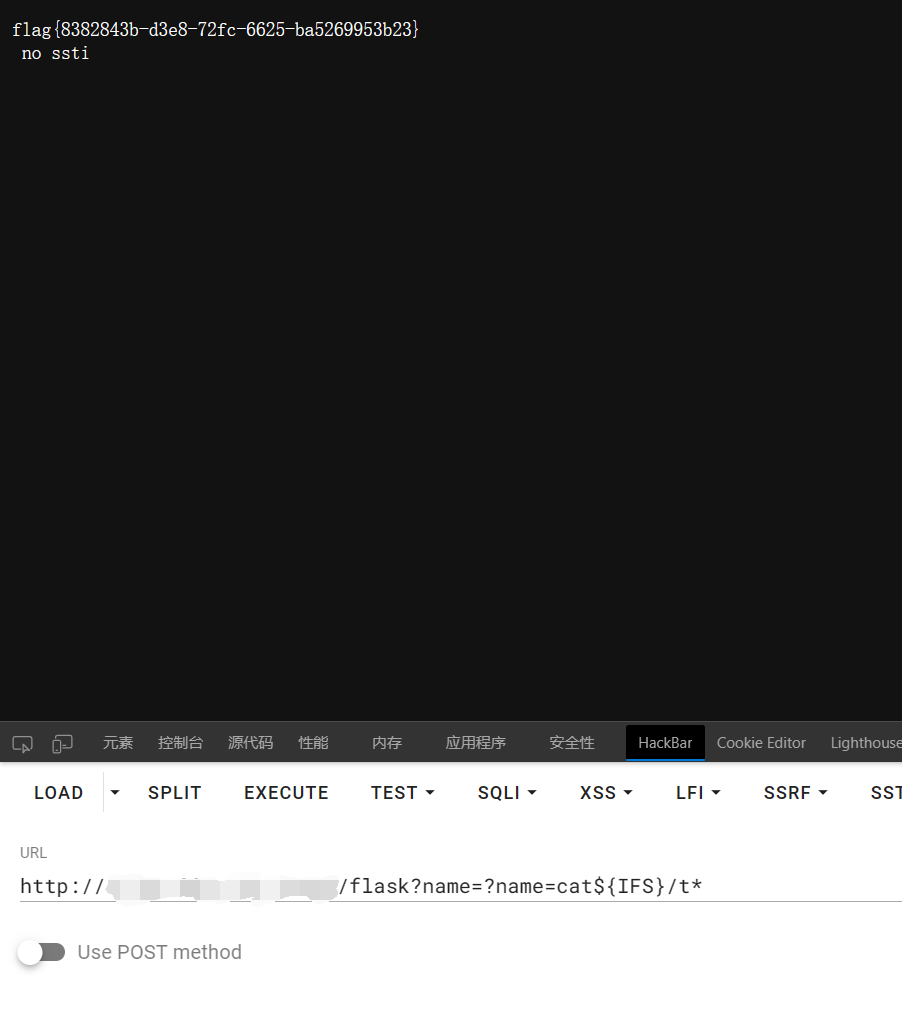 flag{8382843b-d3e8-72fc-6625-ba5269953b23}
no ssti
元素 控制台 源代码 性能 内存 应用程序 安全性 HackBar Cookie Editor Lighthouse
LOAD SPLIT EXECUTE TEST SQLI XSS LFI SSRF SST
URL
http:// /flask?name=?name=cat${IFS}/t*
Use POST method